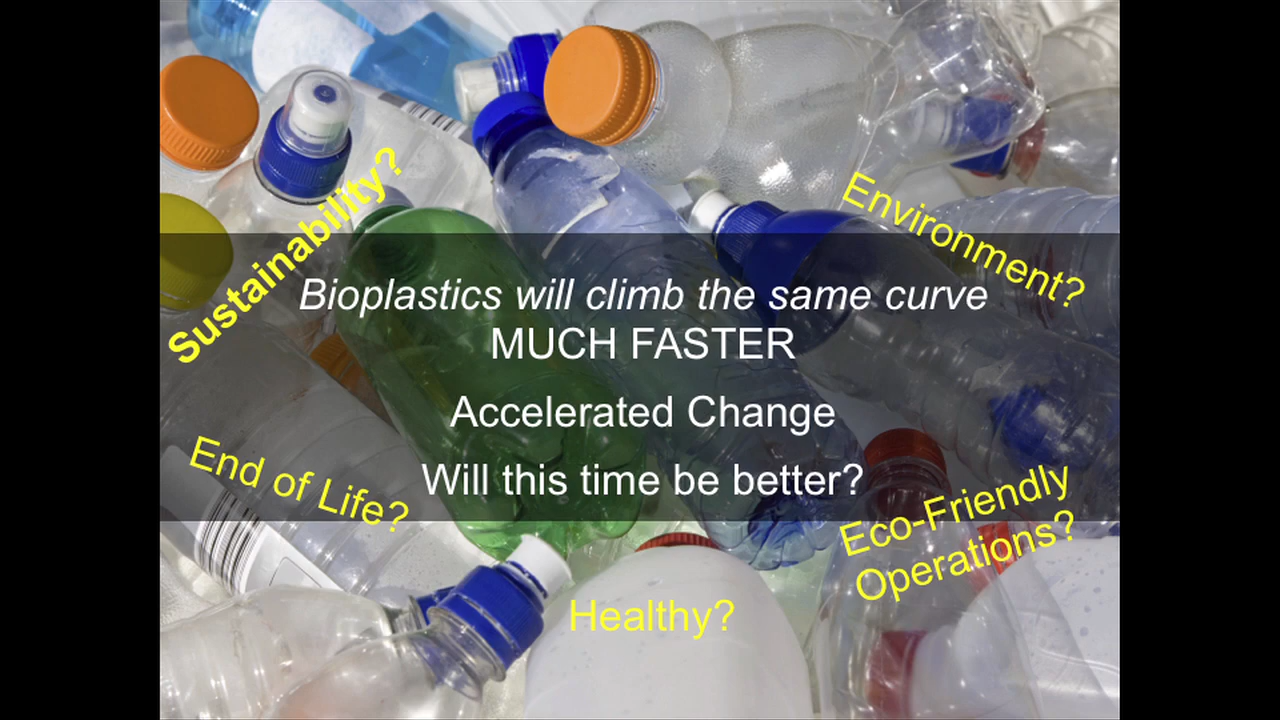 Sustainability?
Environment?
Bioplastics will climb the same curve
MUCH FASTER
Accelerated Change
Will this time be better?
End of Life?
Eco-Friendly
Operations?
Healthy?